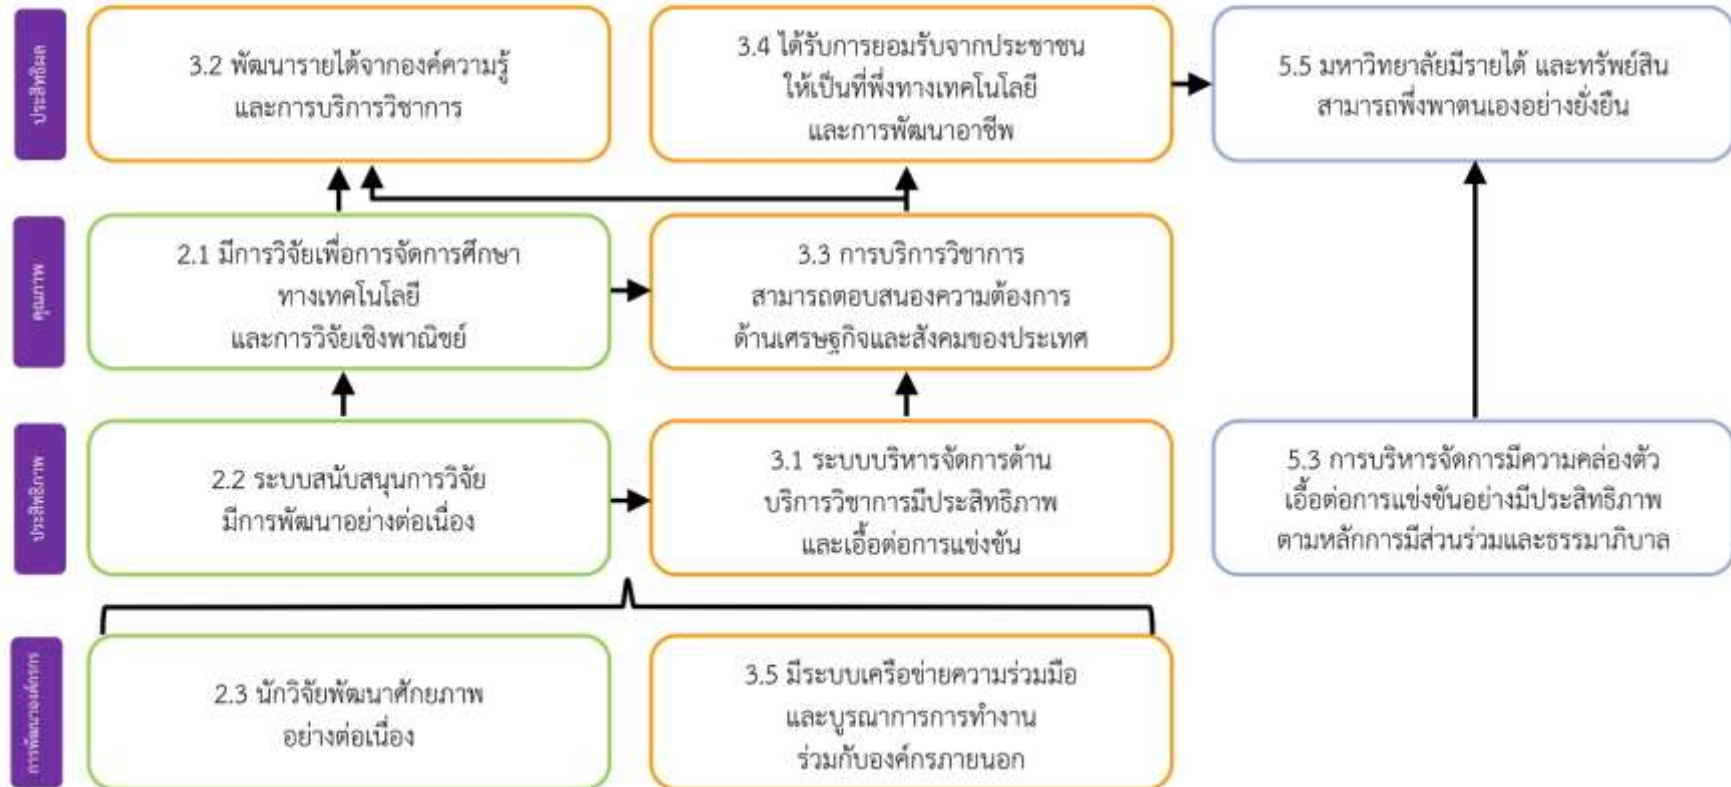 ประสิทธิผล
3.2 พัฒนารายได้จากองค์ความรู้
และการบริการวิชาการ
3.4 ได้รับการยอมรับจากประชาชน
ให้เป็นที่พึ่งทางเทคโนโลยี
และการพัฒนาอาชีพ
5.5 มหาวิทยาลัยมีรายได้ และทรัพย์สิน
สามารถพึ่งพาตนเองอย่างยั่งยืน
คุณภาพ
2.1 มีการวิจัยเพื่อการจัดการศึกษา
ทางเทคโนโลยี
และการวิจัยเชิงพาณิชย์
3.3 การบริการวิชาการ
สามารถตอบสนองความต้องการ
ด้านเศรษฐกิจและสังคมของประเทศ
ประสิทธิภาพ
2.2 ระบบสนับสนุนการวิจัย
มีการพัฒนาอย่างต่อเนื่อง
3.1 ระบบบริหารจัดการด้าน
บริการวิชาการมีประสิทธิภาพ
และเอื้อต่อการแข่งขัน
5.3 การบริหารจัดการมีความคล่องตัว
เอื้อต่อการแข่งขันอย่างมีประสิทธิภาพ
ตามหลักการมีส่วนร่วมและธรรมาภิบาล
การพัฒนาองค์กร
2.3 นักวิจัยพัฒนาศักยภาพ
อย่างต่อเนื่อง
3.5 มีระบบเครือข่ายความร่วมมือ
และบูรณาการการทำงาน
ร่วมกับองค์กรภายนอก